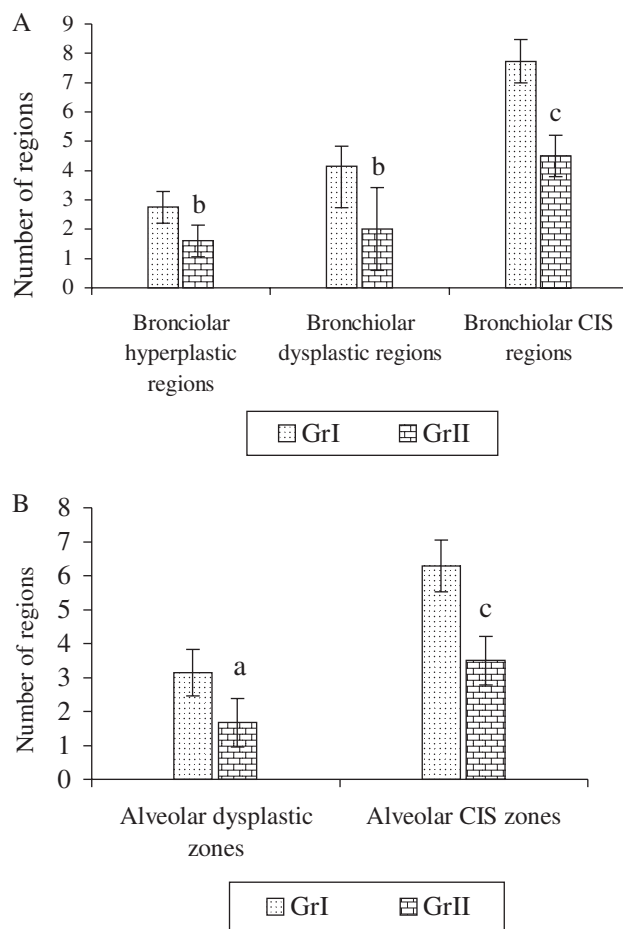 A
Number of regions
9
8
7
6
5
4
3
2
1
0
b
b
c
Bronciolar
hyperplastic
regions
Bronchiolar
dysplastic regions
Bronchiolar CIS
regions
GrI GrII
B
Number of regions
8
7
6
5
4
3
2
1
0
a
c
Alveolar dysplastic
zones
Alveolar CIS zones
GrI GrII